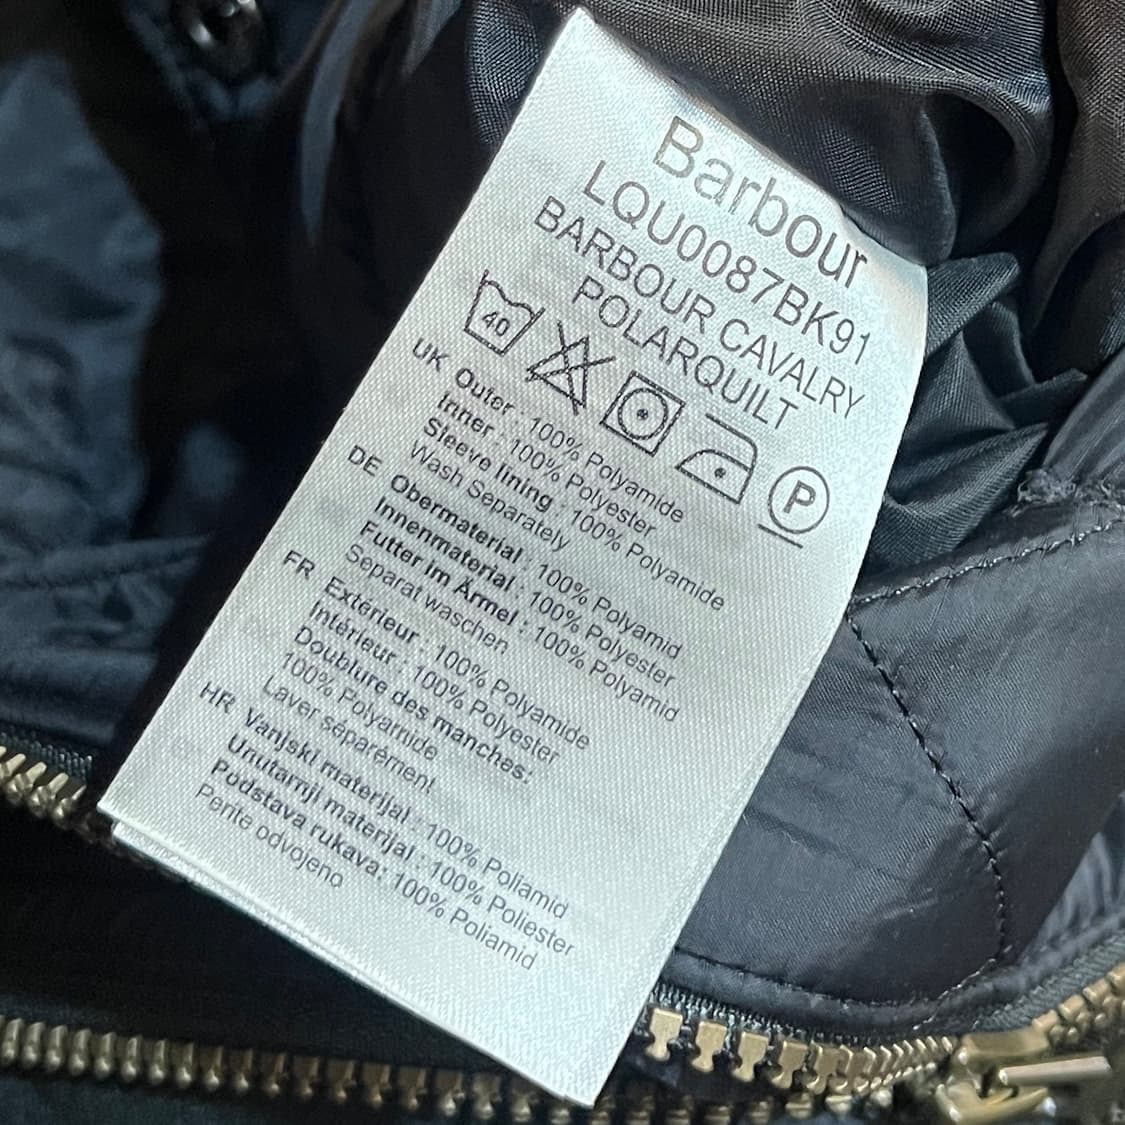 Barbour
LQU0087BK91
BARBOUR CAVALRY
POLARQUILT
40
P
UK Outer : 100% Polyamide
Inner : 100% Polyester
Sleeve lining : 100% Polyamide
Wash Separately
DE Obermaterial : 100% Polyamid
Innenmaterial : 100% Polyester
Futter im Ärmel : 100% Polyamid
Separat waschen
FR Extérieur : 100% Polyamide
Intérieur : 100% Polyester
Doublure des manches:
100% Polyamide
Laver séparément
HR Vanjski materijal : 100% Poliamid
Unutarnji materijal : 100% Poliester
Podstava rukava: 100% Poliamid
Perite odvojeno